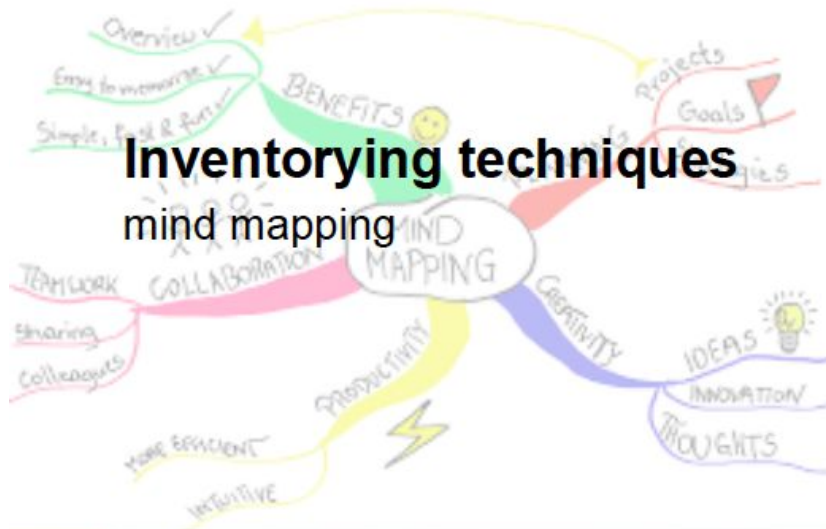 Inventorying techniques
mind mapping
MIND
MAPPING
BENEFITS
Overview
Easy to memorize
Simple, fast & fun
Projects
Goals
COLLABORATION
TEAMWORK
Sharing
Colleagues
PRODUCTIVITY
MORE EFFICIENT
INTUITIVE
CREATIVITY
IDEAS
INNOVATION
THOUGHTS